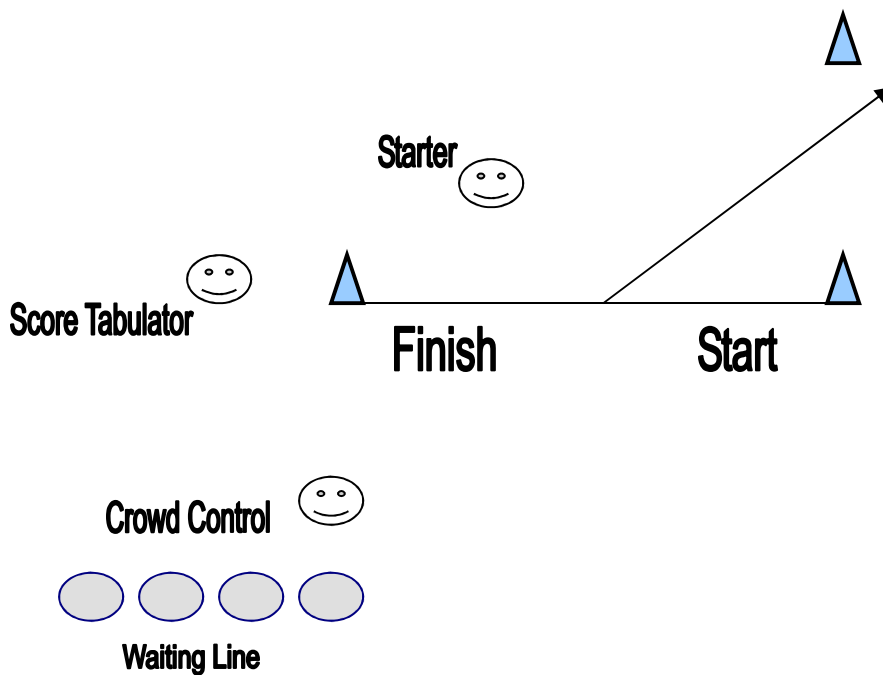 Starter
Score Tabulator
Finish
Start
Crowd Control
Waiting Line